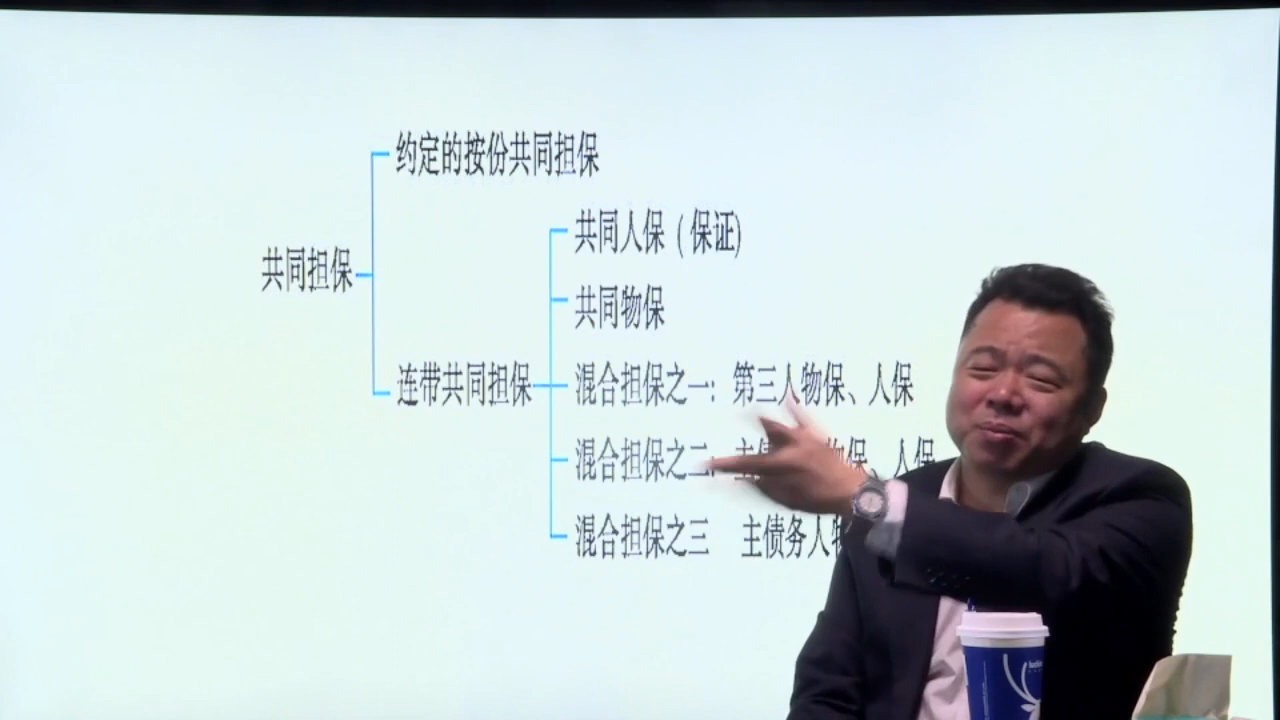 约定的按份共同担保
共同人保（保证)
共同担保
共同物保
连带共同担保
混合担保之一：第三人物保、人保
混合担保之二：主债 物保、人保
混合担保之三 主债务人